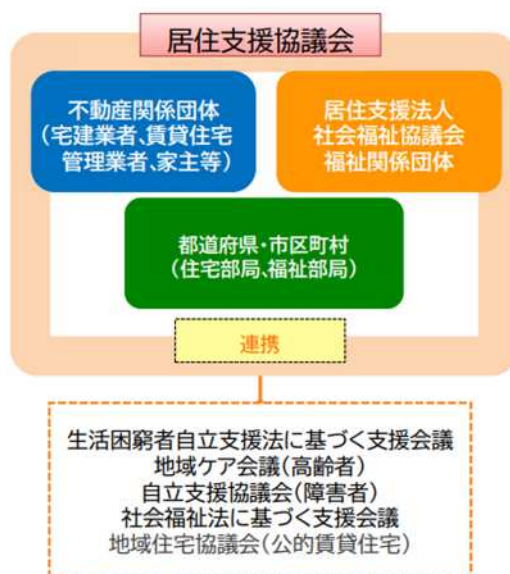 居住支援協議会
不動産関係団体
(宅建業者、賃貸住宅
管理業者、家主等)
居住支援法人
社会福祉協議会
福祉関係団体
都道府県・市区町村
(住宅部局、福祉部局)
連携
生活困窮者自立支援法に基づく支援会議
地域ケア会議(高齢者)
自立支援協議会(障害者)
社会福祉法に基づく支援会議
地域住宅協議会(公的賃貸住宅)